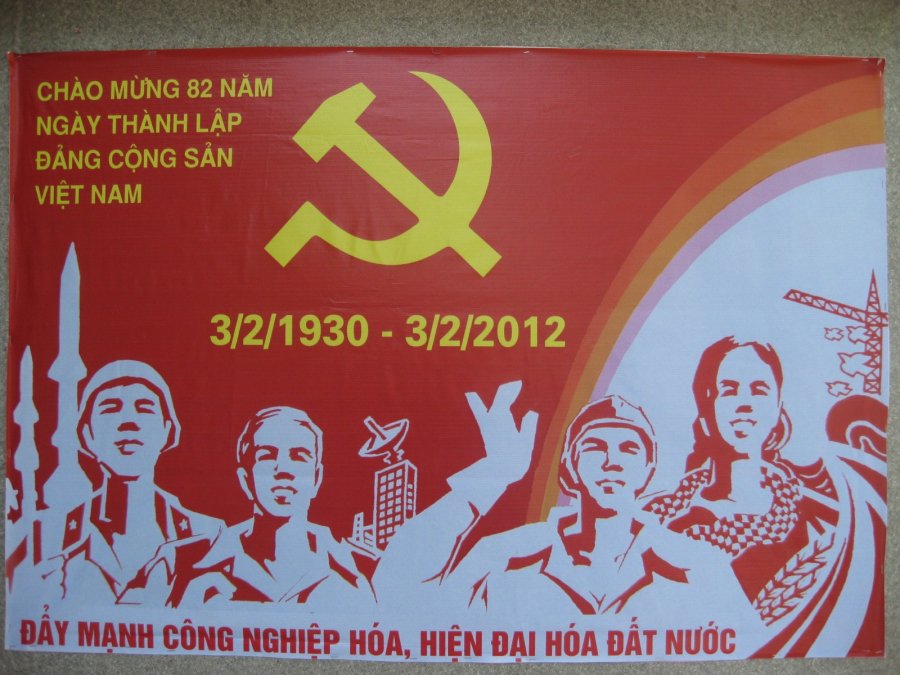 CHÀO MỪNG 82 NĂM
NGÀY THÀNH LẬP
ĐẢNG CỘNG SẢN
VIỆT NAM
3/2/1930 - 3/2/2012
ĐẨY MẠNH CÔNG NGHIỆP HÓA, HIỆN ĐẠI HÓA ĐẤT NƯỚC